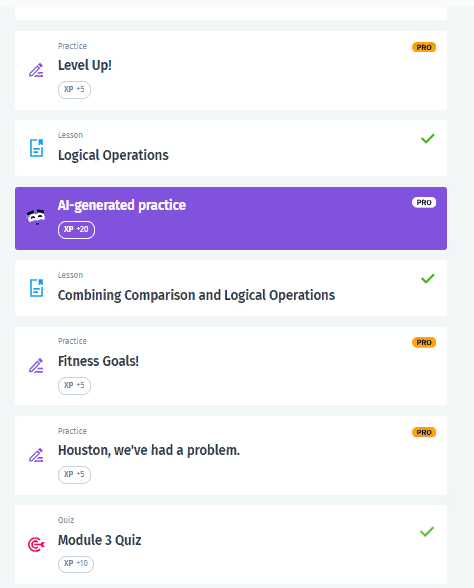 Practice
PRO
Level Up!
XP +5
Lesson
Logical Operations
AI-generated practice
PRO
XP +20
Lesson
Combining Comparison and Logical Operations
Practice
PRO
Fitness Goals!
XP +5
Practice
PRO
Houston, we've had a problem.
XP +5
Quiz
Module 3 Quiz
XP +10